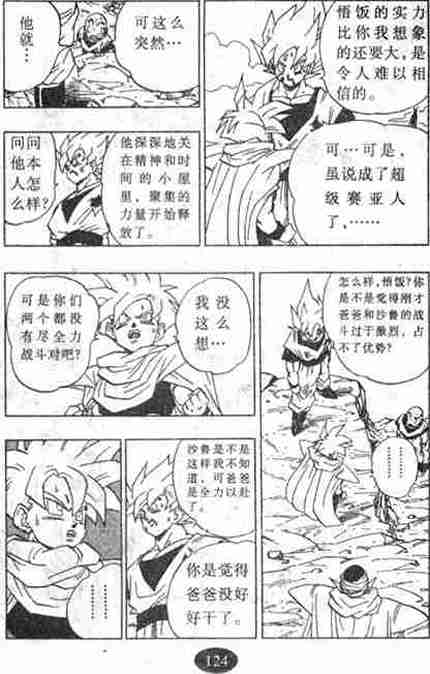 悟饭的实力
比你我想象
的还要大，是
令人难以相
信的。
可…可是，
虽说成了超
级赛亚人
了，……
可这么
突然…
他
就
…
他深深地关
在精神和时
间的小屋
里，聚集的
力量开始释
放了。
问问
他本
人怎
么样?
怎么样，悟饭?你
是不是觉得刚才
爸爸和沙鲁的战
斗过于激烈，占
不了优势?
我没
这么
想…
可是你们
两个都没
有尽全力
战斗对吧?
沙鲁是不是
这样我不知
道，可爸爸
是全力以赴
了。
你是觉得
爸爸没好
好干了。
……
……
124